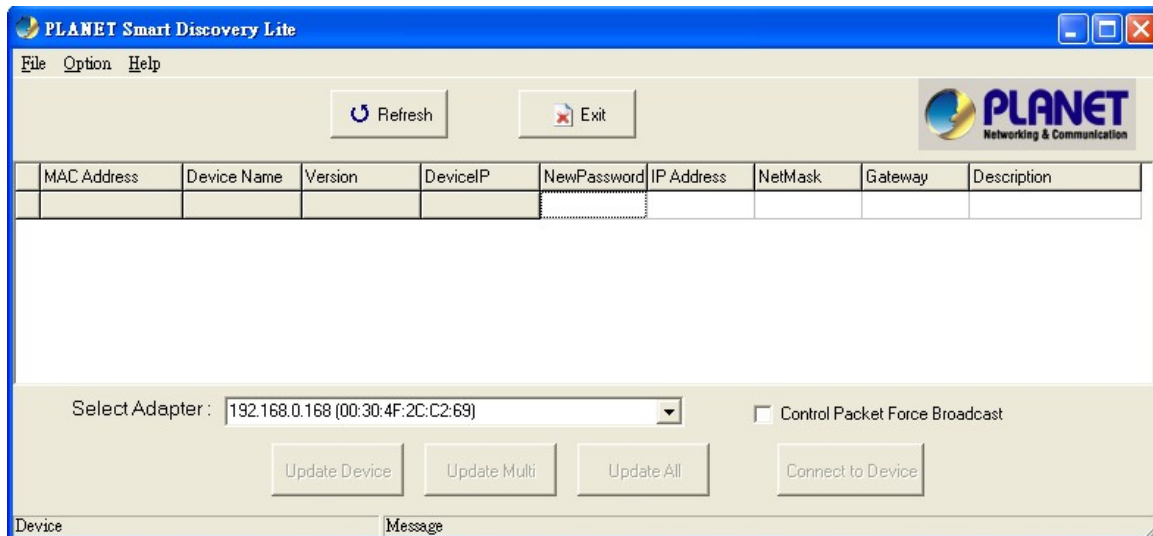 PLANET Smart Discovery Lite
File Option Help
Refresh Exit
PLANET
Networking & Communication
MAC Address Device Name Version DeviceIP NewPassword IP Address NetMask Gateway Description
Select Adapter : 192.168.0.168 (00:30:4F:2C:C2:69) Control Packet Force Broadcast
Update Device Update Multi Update All Connect to Device
Device Message